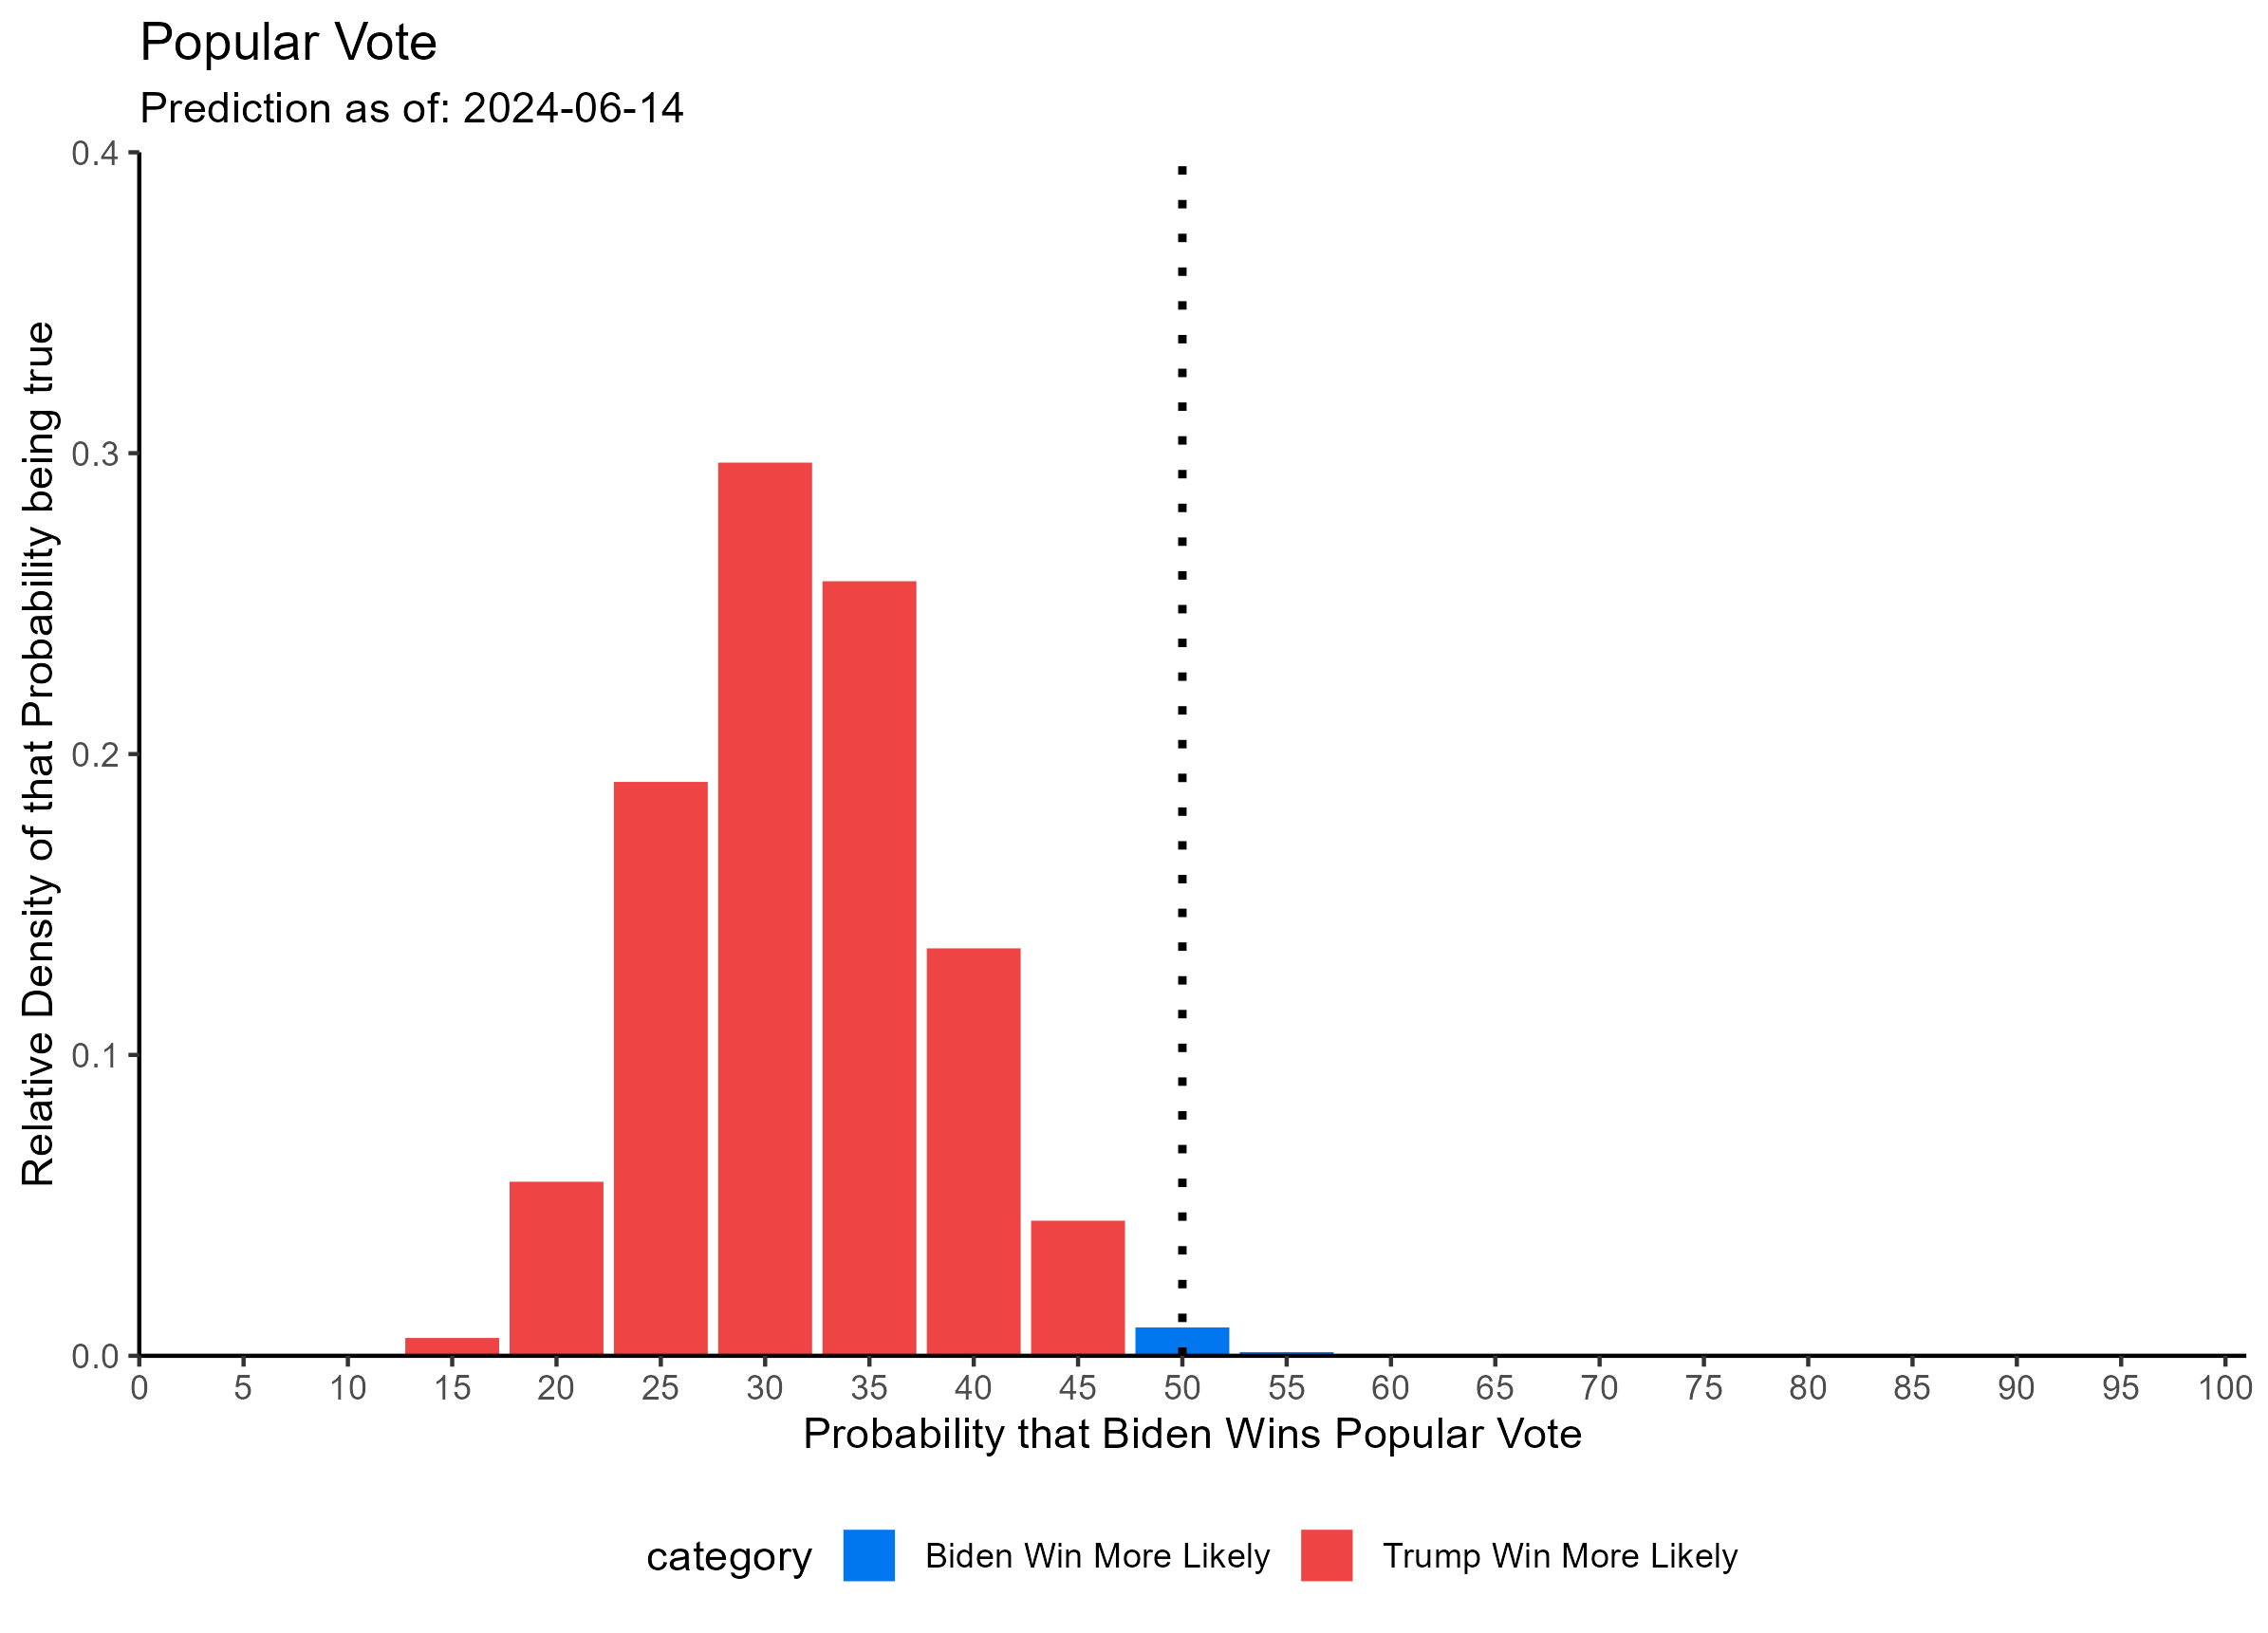 Popular Vote
Prediction as of: 2024-06-14
Relative Density of that Probability being true
0.4
0.3
0.2
0.1
0.0
0 5 10 15 20 25 30 35 40 45 50 55 60 65 70 75 80 85 90 95 100
Probability that Biden Wins Popular Vote
category Biden Win More Likely Trump Win More Likely